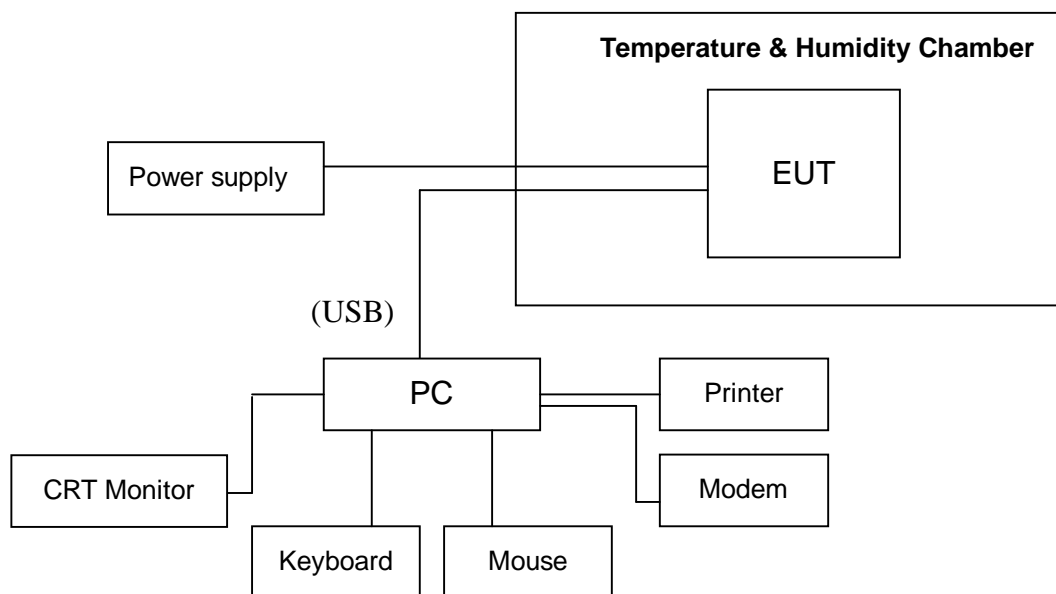 Temperature & Humidity Chamber
EUT
Power supply
(USB)
PC
Printer
CRT Monitor
Modem
Keyboard
Mouse